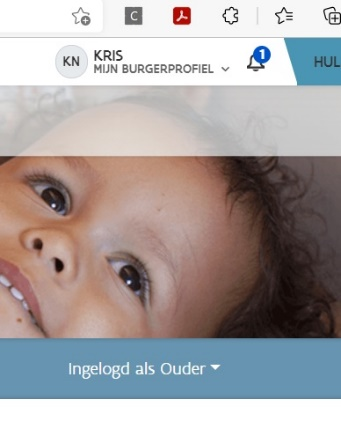 C
KN
KRIS
MIJN BURGERPROFIEL
1
HUL
Ingelogd als Ouder